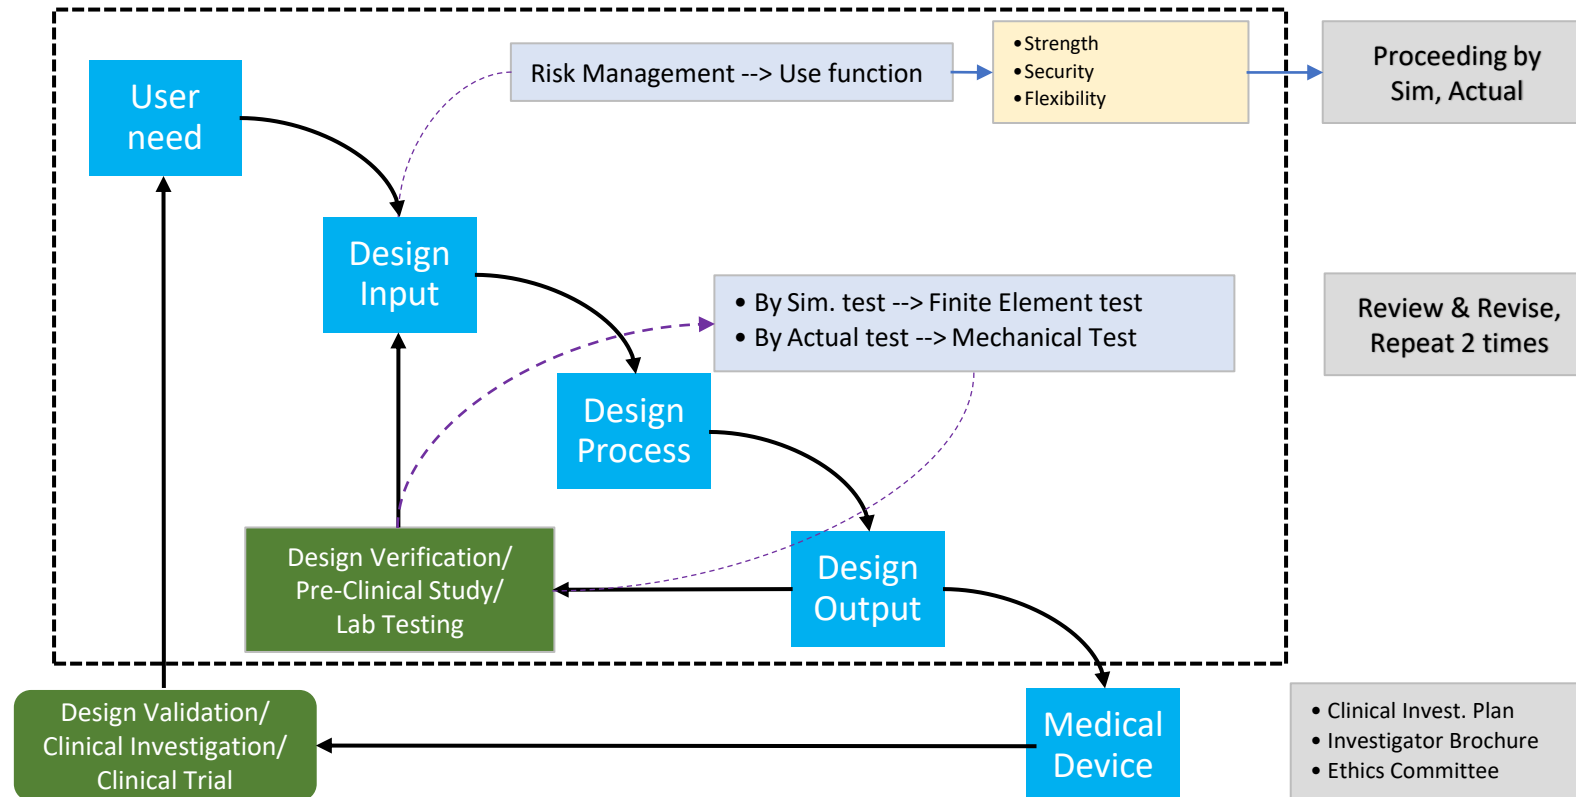 User
need
Risk Management --> Use function
•Strength
•Security
•Flexibility
Proceeding by
Sim, Actual
Design
Input
• By Sim. test --> Finite Element test
• By Actual test --> Mechanical Test
Review & Revise,
Repeat 2 times
Design
Process
Design Verification/
Pre-Clinical Study/
Lab Testing
Design
Output
Design Validation/
Clinical Investigation/
Clinical Trial
Medical
Device
• Clinical Invest. Plan
• Investigator Brochure
• Ethics Committee